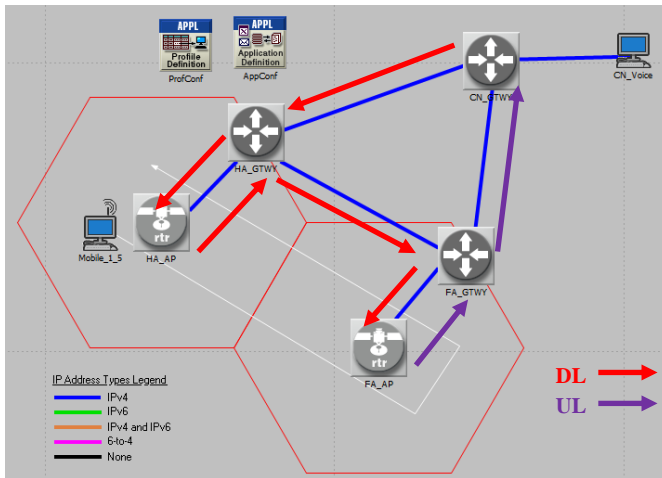 APPL
Profile
Definition
ProfConf
APPL
Application
Definition
AppConf
CN_GTWY
CN_Voice
HA_GTWY
rtr
HA_AP
Mobile_1_5
FA_GTWY
rtr
FA_AP
IP Address Types Legend
IPv4
IPv6
IPv4 and IPv6
6-to-4
None
DL
UL